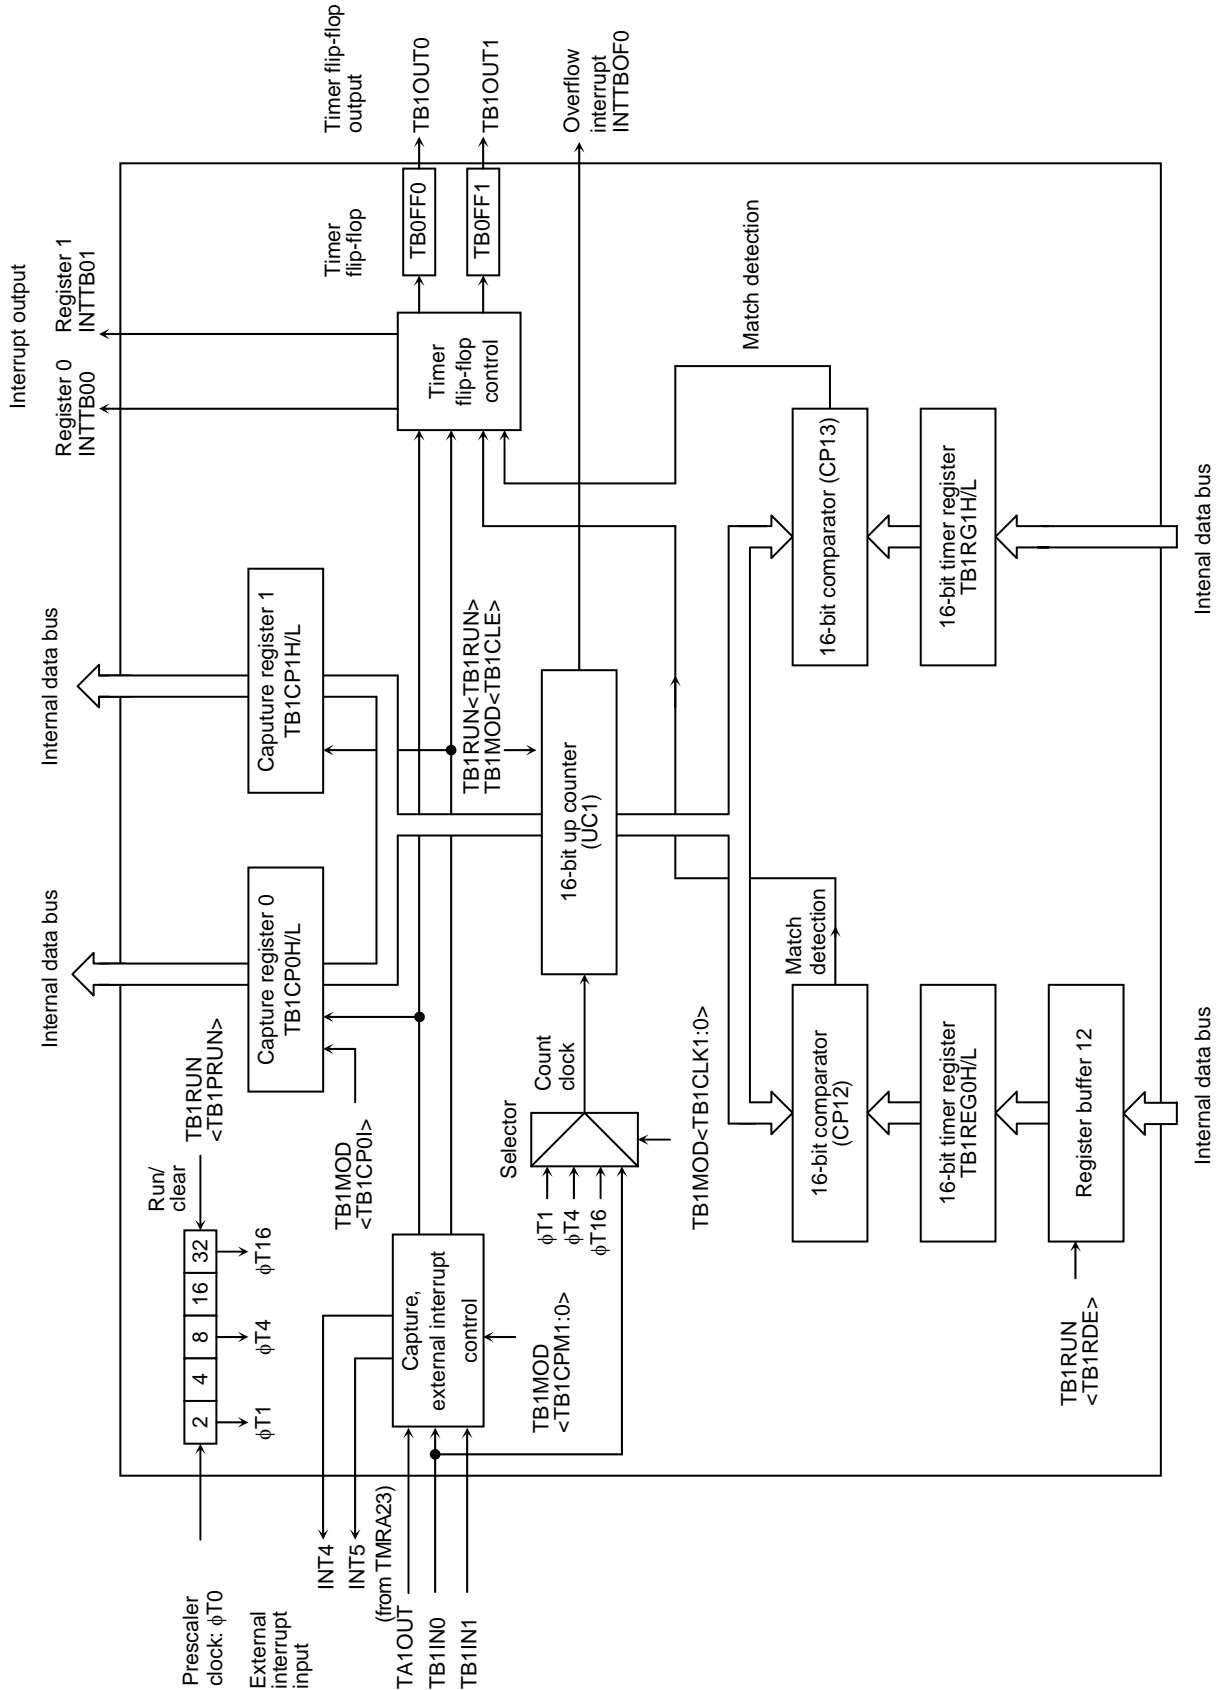 Prescaler
clock: ϕT0
2
4
8
16
32
Run/
clear
TB1RUN
<TB1PRUN>
ϕT1
ϕT4
ϕT16
External
interrupt
input
INT4
INT5
(from TMRA23)
TA1OUT
TB1IN0
TB1IN1
Capture,
external interrupt
control
TB1MOD
<TB1CPM1:0>
TB1MOD
<TB1CP0I>
Internal data bus
Capture register 0
TB1CP0H/L
Internal data bus
Caputure register 1
TB1CP1H/L
Interrupt output
Register 0
INTTB00
Register 1
INTTB01
Timer
flip-flop
control
Timer
flip-flop
TB0FF0
TB0FF1
Timer flip-flop
output
TB1OUT0
TB1OUT1
Overflow
interrupt
INTTBOF0
Selector
ϕT1
ϕT4
ϕT16
Count
clock
TB1MOD<TB1CLK1:0>
TB1RUN<TB1RUN>
TB1MOD<TB1CLE>
16-bit up counter
(UC1)
Match
detection
Match detection
16-bit comparator
(CP12)
16-bit comparator (CP13)
16-bit timer register
TB1REG0H/L
16-bit timer register
TB1RG1H/L
Register buffer 12
TB1RUN
<TB1RDE>
Internal data bus
Intenal data bus